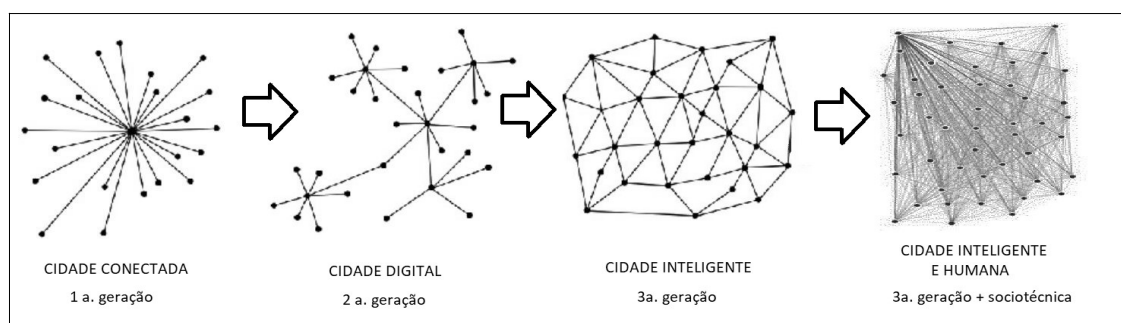 CIDADE CONECTADA
1 a. geração
CIDADE DIGITAL
2 a. geração
CIDADE INTELIGENTE
3a. geração
CIDADE INTELIGENTE
E HUMANA
3a. geração + sociotécnica